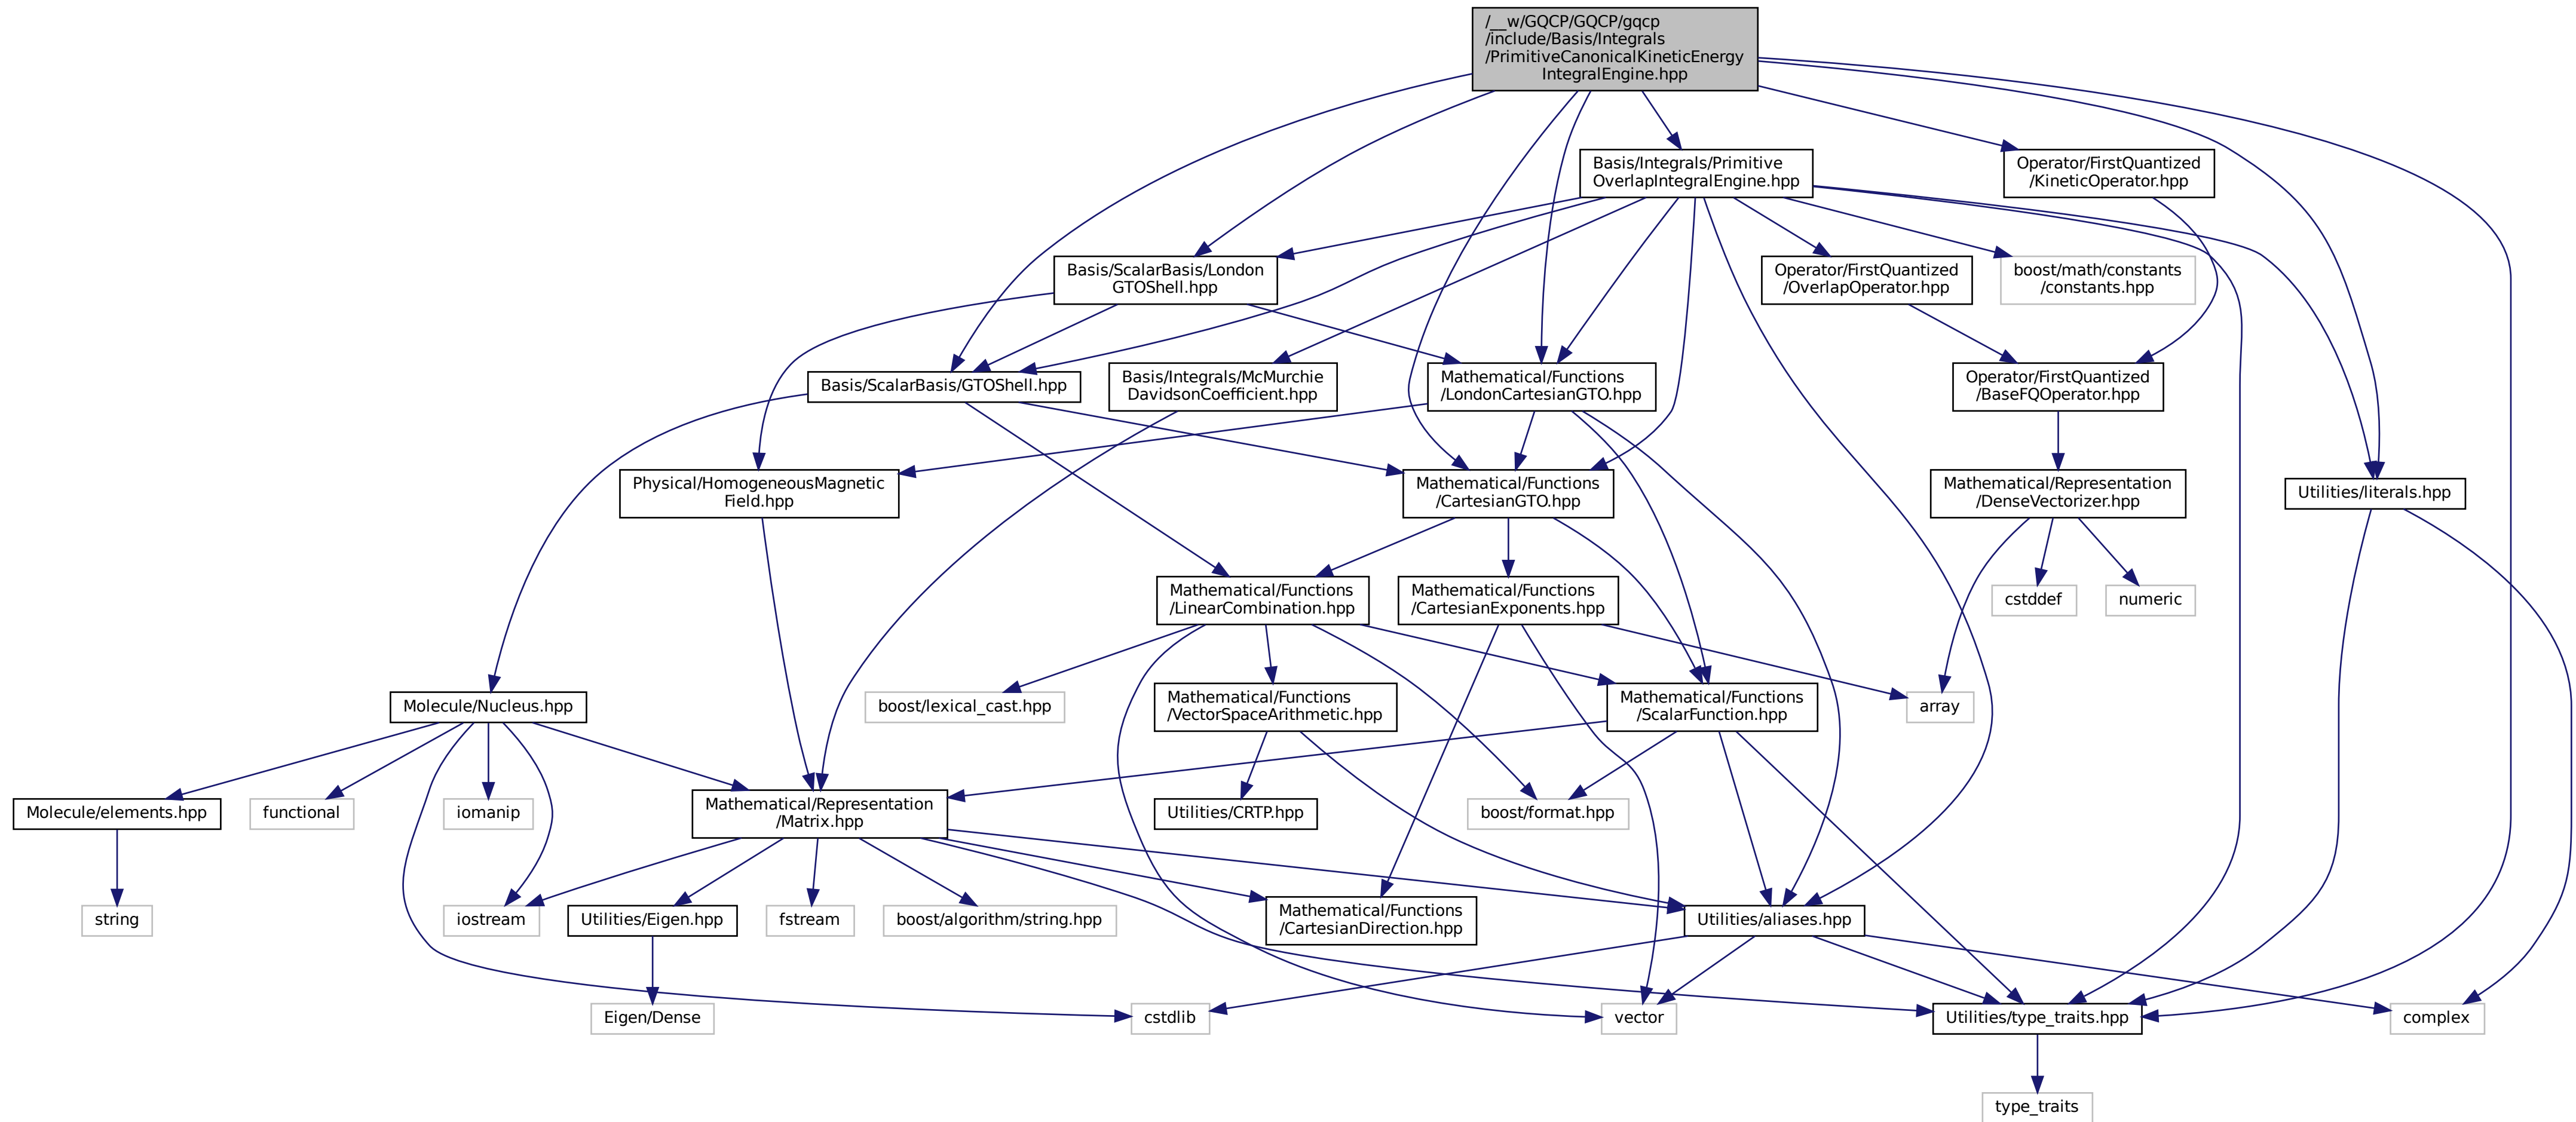 /__w/GQCP/GQCP/gqcp
/include/Basis/Integrals
/PrimitiveCanonicalKineticEnergy
IntegralEngine.hpp
Basis/Integrals/Primitive
OverlapIntegralEngine.hpp
Operator/FirstQuantized
/KineticOperator.hpp
Basis/ScalarBasis/London
GTOShell.hpp
Operator/FirstQuantized
/OverlapOperator.hpp
boost/math/constants
/constants.hpp
Basis/ScalarBasis/GTOShell.hpp
Basis/Integrals/McMurchie
DavidsonCoefficient.hpp
Mathematical/Functions
/LondonCartesianGTO.hpp
Operator/FirstQuantized
/BaseFQOperator.hpp
Physical/HomogeneousMagnetic
Field.hpp
Mathematical/Functions
/CartesianGTO.hpp
Mathematical/Representation
/DenseVectorizer.hpp
Utilities/literals.hpp
Mathematical/Functions
/LinearCombination.hpp
Mathematical/Functions
/CartesianExponents.hpp
cstddef
numeric
Molecule/Nucleus.hpp
boost/lexical_cast.hpp
Mathematical/Functions
/VectorSpaceArithmetic.hpp
Mathematical/Functions
/ScalarFunction.hpp
array
Molecule/elements.hpp
functional
iomanip
Mathematical/Representation
/Matrix.hpp
Utilities/CRTP.hpp
boost/format.hpp
string
iostream
Utilities/Eigen.hpp
fstream
boost/algorithm/string.hpp
Mathematical/Functions
/CartesianDirection.hpp
Utilities/aliases.hpp
Eigen/Dense
cstdlib
vector
Utilities/type_traits.hpp
complex
type_traits